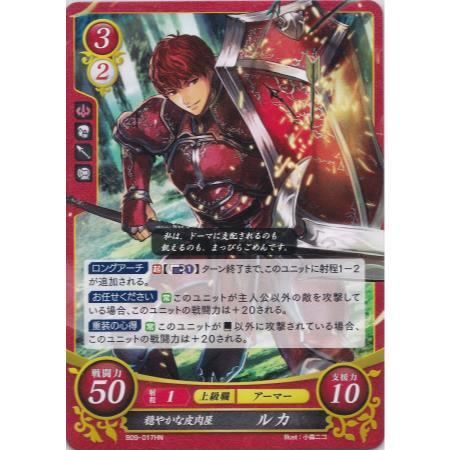 3
2
私は、ドーマに支配されるのも
飢えるのも、まっぴらごめんです。
ロングアーチ 起【1】ターン終了まで、このユニットに射程1-2
が追加される。
お任せください 常このユニットが主人公以外の敵を攻撃して
いる場合、このユニットの戦闘力は+20される。
重装の心得 常このユニットが以外に攻撃されている場合、
このユニットの戦闘力は+20される。
戦闘力
50
射程 1 上級職 アーマー
支援力
10
穏やかな皮肉屋 ルカ
B09-017HN
Illust:小森ニコ